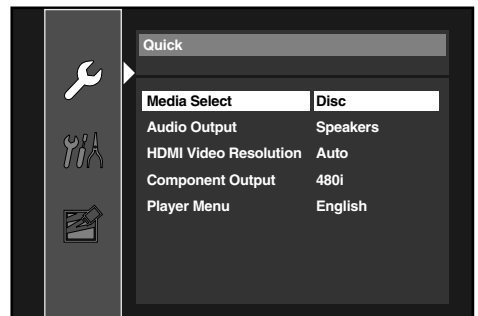 Quick
Media Select Disc
Audio Output Speakers
HDMI Video Resolution Auto
Component Output 480i
Player Menu English